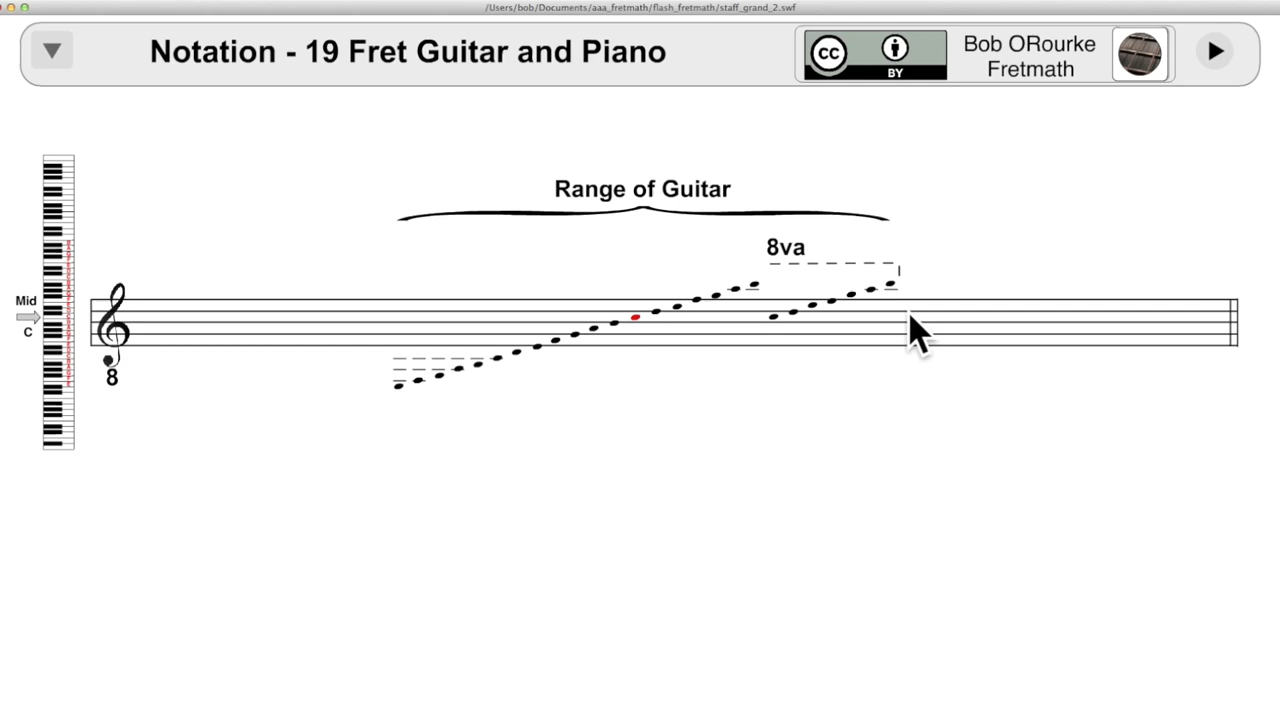 /Users/bob/Documents/aaa_fretmath/flash_fretmath/staff_grand_2.swf
Notation - 19 Fret Guitar and Piano
CC
BY
Bob ORourke
Fretmath
Range of Guitar
8va
Mid
C
8